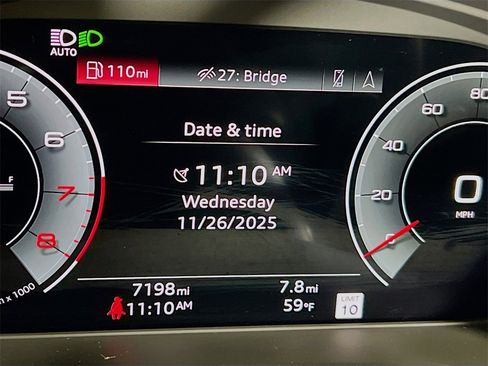 AUTO
110mi
27: Bridge
Date & time
11:10 AM
Wednesday
11/26/2025
5
6
7
8
F
x 1000
80
60
40
20
0
0
MPH
7198mi
7.8mi
11:10AM
59°F
LIMIT
10